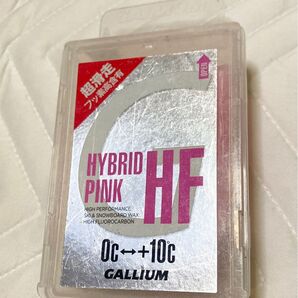 超滑走
フッ素高含有
OPEN
HYBRID
PINK
HF
HIGH PERFORMANCE
SKI & SNOWBOARD WAX
HIGH FLUOROCARBON
0C↔+10C
GALLIUM